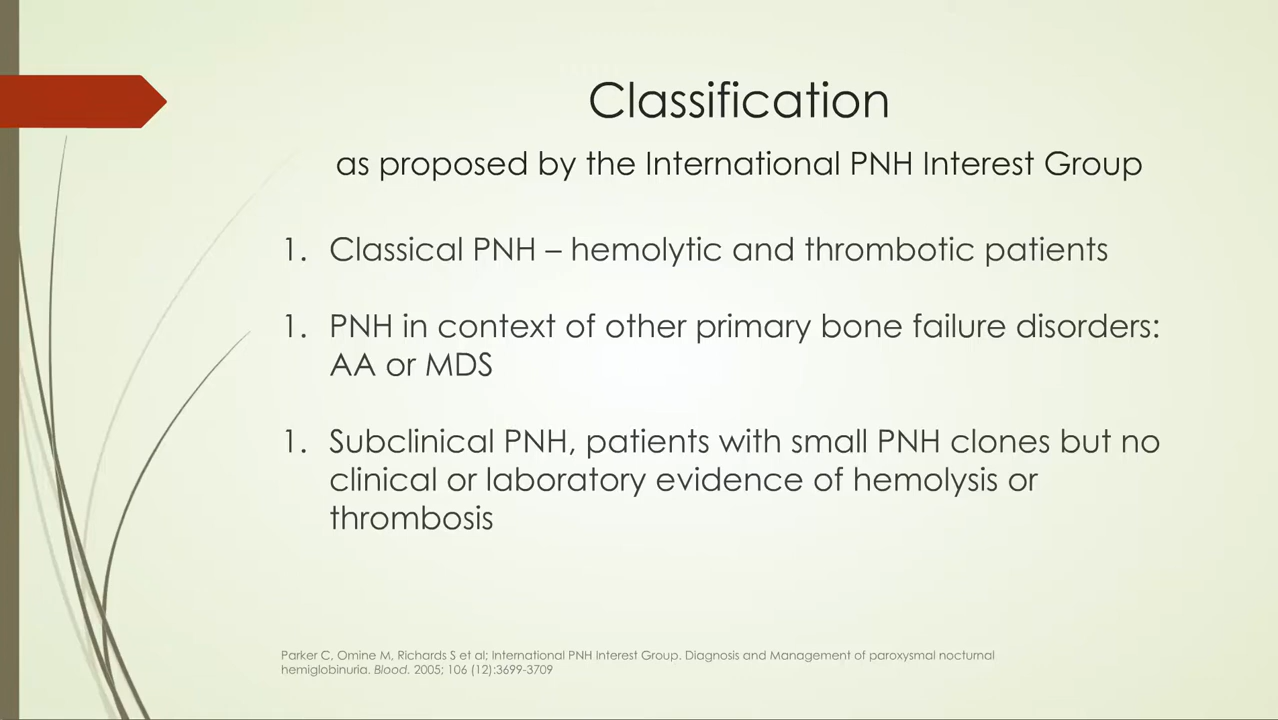 Classification
as proposed by the International PNH Interest Group
1. Classical PNH – hemolytic and thrombotic patients
1. PNH in context of other primary bone failure disorders:
AA or MDS
1. Subclinical PNH, patients with small PNH clones but no
clinical or laboratory evidence of hemolysis or
thrombosis
Parker C, Omine M, Richards S et al; International PNH Interest Group. Diagnosis and Management of paroxysmal nocturnal
hemiglobinuria. Blood. 2005; 106 (12):3699-3709